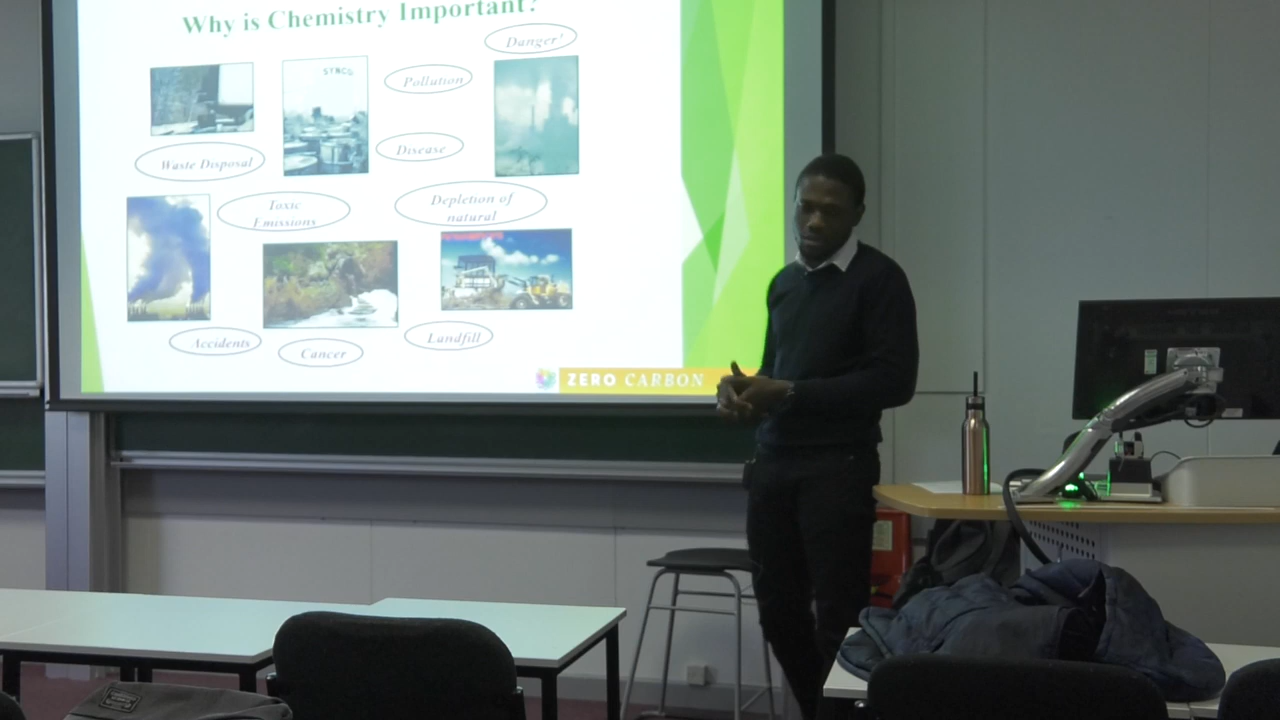 Why is Chemistry Important?
Danger!
Pollution
Waste Disposal
Disease
Toxic
Emissions
Depletion of
natural
Accidents
Cancer
Landfill
ZERO CARBON